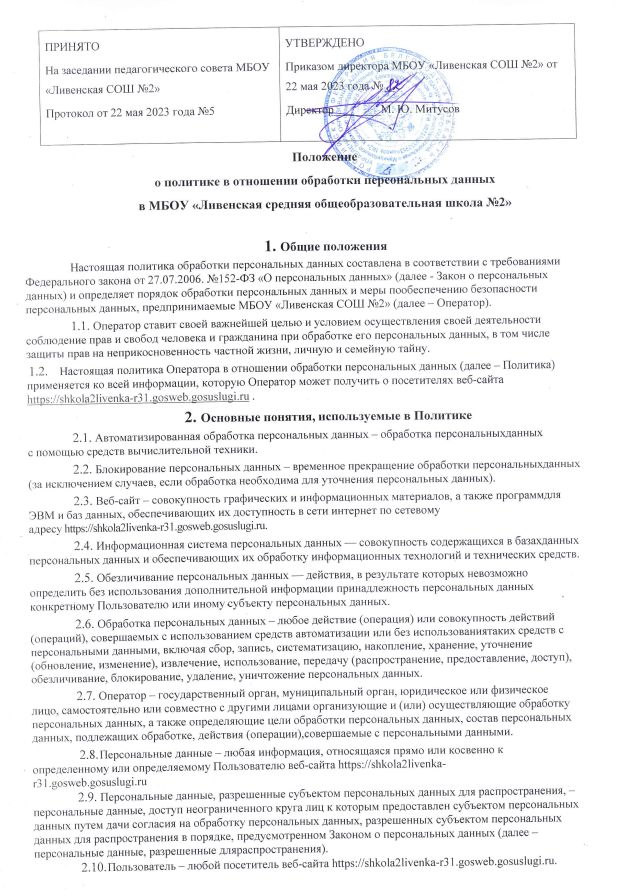 ПРИНЯТО
На заседании педагогического совета МБОУ
«Ливенская СОШ №2»
Протокол от 22 мая 2023 года №5
УТВЕРЖДЕНО
Приказом директора МБОУ «Ливенская СОШ №2» от
22 мая 2023 года № 82
Директор М. Ю. Митусов
Положение
о политике в отношении обработки персональных данных
в МБОУ «Ливенская средняя общеобразовательная школа №2»
1. Общие положения
Настоящая политика обработки персональных данных составлена в соответствии с требованиями
Федерального закона от 27.07.2006. №152-ФЗ «О персональных данных» (далее - Закон о персональных
данных) и определяет порядок обработки персональных данных и меры пообеспечению безопасности
персональных данных, предпринимаемые МБОУ «Ливенская СОШ №2» (далее – Оператор).
1.1. Оператор ставит своей важнейшей целью и условием осуществления своей деятельности
соблюдение прав и свобод человека и гражданина при обработке его персональных данных, в том числе
защиты прав на неприкосновенность частной жизни, личную и семейную тайну.
1.2. Настоящая политика Оператора в отношении обработки персональных данных (далее – Политика)
применяется ко всей информации, которую Оператор может получить о посетителях веб-сайта
https://shkola2livenka-r31.gosweb.gosuslugi.ru .
2. Основные понятия, используемые в Политике
2.1. Автоматизированная обработка персональных данных – обработка персональныхданных
с помощью средств вычислительной техники.
2.2. Блокирование персональных данных – временное прекращение обработки персональныхданных
(за исключением случаев, если обработка необходима для уточнения персональных данных).
2.3. Веб-сайт – совокупность графических и информационных материалов, а также программдля
ЭВМ и баз данных, обеспечивающих их доступность в сети интернет по сетевому
адресу https://shkola2livenka-r31.gosweb.gosuslugi.ru.
2.4. Информационная система персональных данных — совокупность содержащихся в базахданных
персональных данных и обеспечивающих их обработку информационных технологий и технических средств.
2.5. Обезличивание персональных данных — действия, в результате которых невозможно
определить без использования дополнительной информации принадлежность персональных данных
конкретному Пользователю или иному субъекту персональных данных.
2.6. Обработка персональных данных – любое действие (операция) или совокупность действий
(операций), совершаемых с использованием средств автоматизации или без использованиятаких средств с
персональными данными, включая сбор, запись, систематизацию, накопление, хранение, уточнение
(обновление, изменение), извлечение, использование, передачу (распространение, предоставление, доступ),
обезличивание, блокирование, удаление, уничтожение персональных данных.
2.7. Оператор – государственный орган, муниципальный орган, юридическое или физическое
лицо, самостоятельно или совместно с другими лицами организующие и (или) осуществляющие обработку
персональных данных, а также определяющие цели обработки персональных данных, состав персональных
данных, подлежащих обработке, действия (операции),совершаемые с персональными данными.
2.8.Персональные данные – любая информация, относящаяся прямо или косвенно к
определенному или определяемому Пользователю веб-сайта https://shkola2livenka-
r31.gosweb.gosuslugi.ru
2.9. Персональные данные, разрешенные субъектом персональных данных для распространения, –
персональные данные, доступ неограниченного круга лиц к которым предоставлен субъектом персональных
данных путем дачи согласия на обработку персональных данных, разрешенных субъектом персональных
данных для распространения в порядке, предусмотренном Законом о персональных данных (далее –
персональные данные, разрешенные дляраспространения).
2.10.Пользователь – любой посетитель веб-сайта https://shkola2livenka-r31.gosweb.gosuslugi.ru.